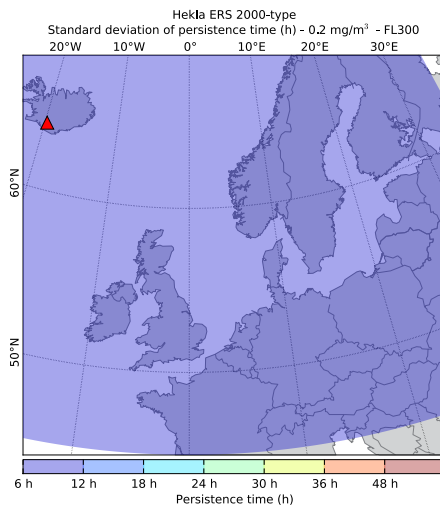 Hekla ERS 2000-type
Standard deviation of persistence time (h) - 0.2 mg/m³ - FL300
20°W 10°W 0° 10°E 20°E 30°E
60°N
50°N
6 h 12 h 18 h 24 h 30 h 36 h 48 h
Persistence time (h)